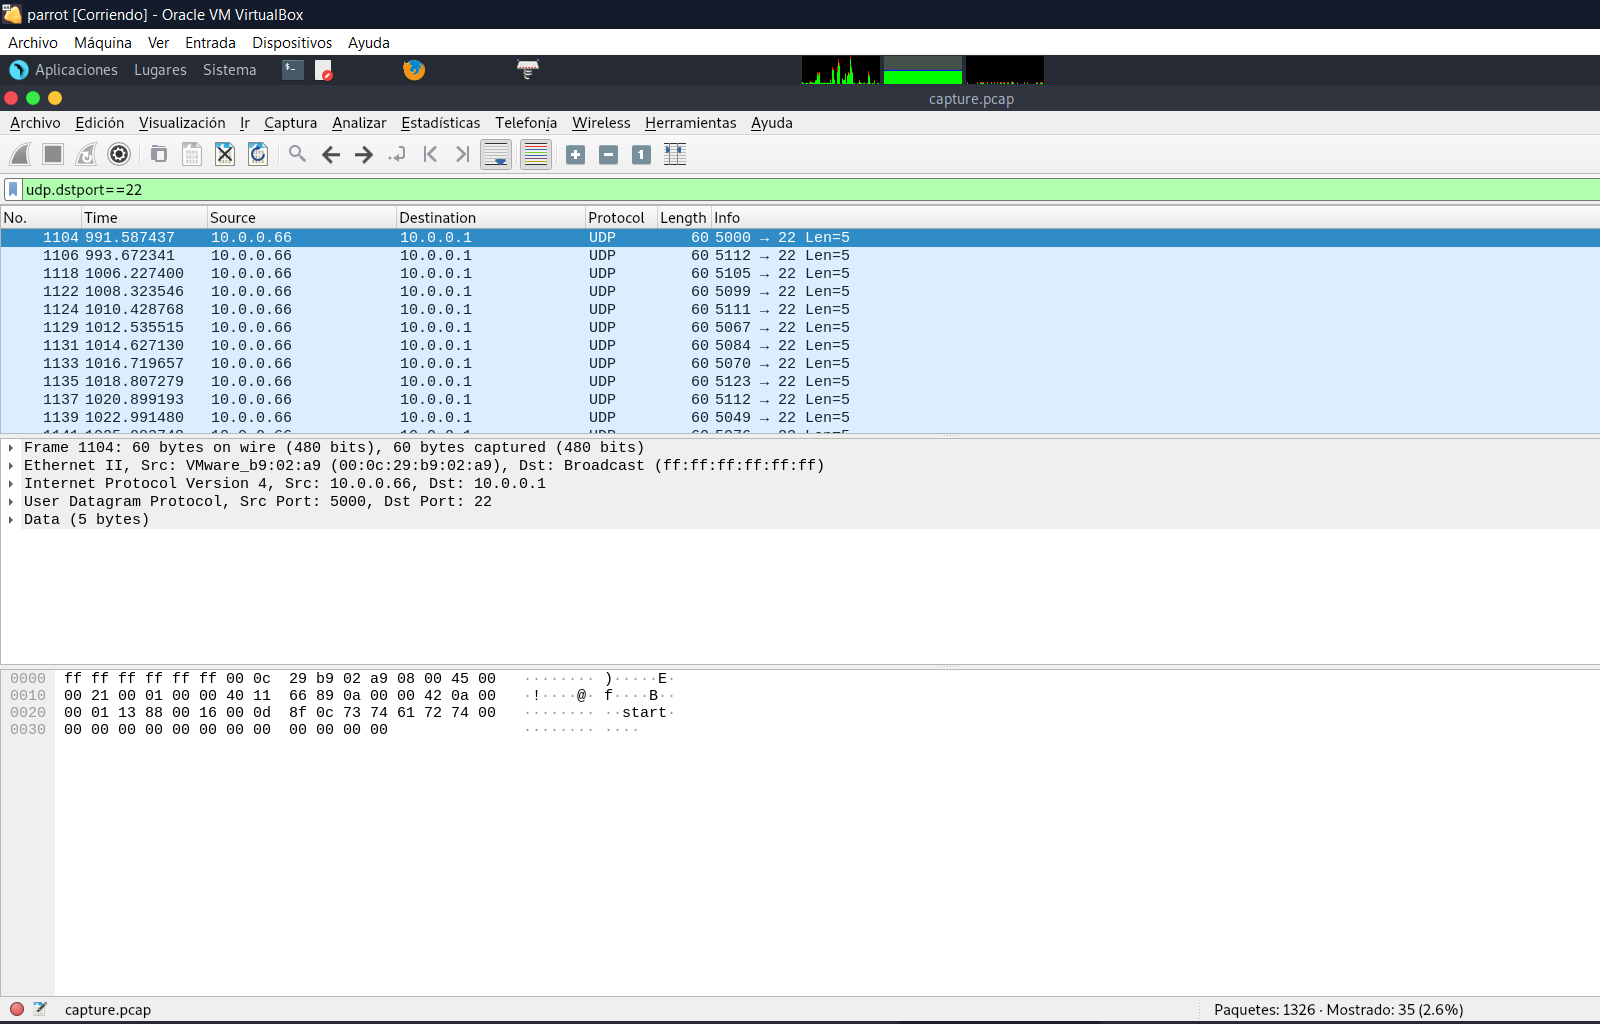 parrot [Corriendo] - Oracle VM VirtualBox
Archivo Máquina Ver Entrada Dispositivos Ayuda
Aplicaciones Lugares Sistema
capture.pcap
Archivo Edición Visualización Ir Captura Analizar Estadísticas Telefonía Wireless Herramientas Ayuda
udp.dstport==22
No. Time Source Destination Protocol Length Info
1104 991.587437 10.0.0.66 10.0.0.1 UDP 60 5000 → 22 Len=5
1106 993.672341 10.0.0.66 10.0.0.1 UDP 60 5112 → 22 Len=5
1118 1006.227400 10.0.0.66 10.0.0.1 UDP 60 5105 → 22 Len=5
1122 1008.323546 10.0.0.66 10.0.0.1 UDP 60 5099 → 22 Len=5
1124 1010.428768 10.0.0.66 10.0.0.1 UDP 60 5111 → 22 Len=5
1129 1012.535515 10.0.0.66 10.0.0.1 UDP 60 5067 → 22 Len=5
1131 1014.627130 10.0.0.66 10.0.0.1 UDP 60 5084 → 22 Len=5
1133 1016.719657 10.0.0.66 10.0.0.1 UDP 60 5070 → 22 Len=5
1135 1018.807279 10.0.0.66 10.0.0.1 UDP 60 5123 → 22 Len=5
1137 1020.899193 10.0.0.66 10.0.0.1 UDP 60 5112 → 22 Len=5
1139 1022.991480 10.0.0.66 10.0.0.1 UDP 60 5049 → 22 Len=5
Frame 1104: 60 bytes on wire (480 bits), 60 bytes captured (480 bits)
Ethernet II, Src: VMware_b9:02:a9 (00:0c:29:b9:02:a9), Dst: Broadcast (ff:ff:ff:ff:ff:ff)
Internet Protocol Version 4, Src: 10.0.0.66, Dst: 10.0.0.1
User Datagram Protocol, Src Port: 5000, Dst Port: 22
Data (5 bytes)
0000 ff ff ff ff ff ff 00 0c 29 b9 02 a9 08 00 45 00 ········ )·····E·
0010 00 21 00 01 00 00 40 11 66 89 0a 00 00 42 0a 00 ·!····@· f····B··
0020 00 01 13 88 00 16 00 0d 8f 0c 73 74 61 72 74 00 ········ ··start·
0030 00 00 00 00 00 00 00 00 00 00 00 00 ········ ····
capture.pcap
Paquetes: 1326 · Mostrado: 35 (2.6%)